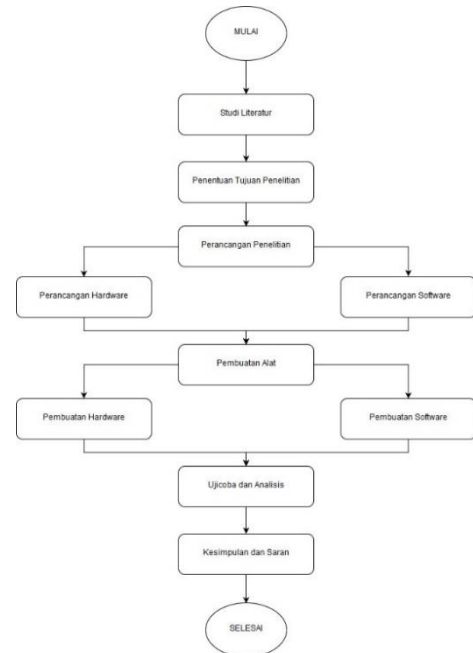 MULAI
Studi Literatur
Penentuan Tujuan Penelitian
Perancangan Penelitian
Perancangan Hardware
Perancangan Software
Pembuatan Alat
Pembuatan Hardware
Pembuatan Software
Ujicoba dan Analisis
Kesimpulan dan Saran
SELESAI